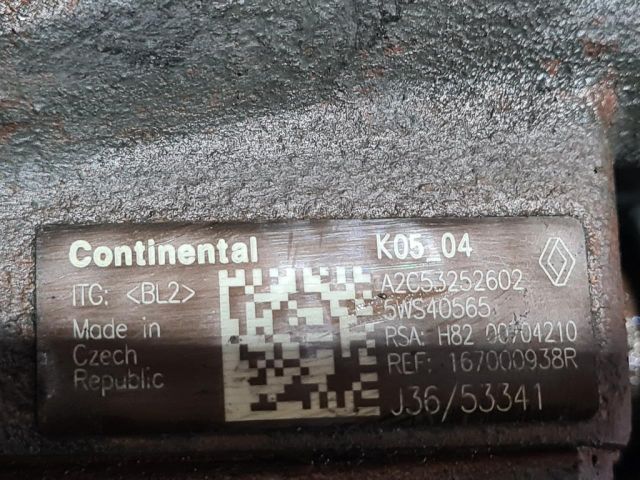 Continental
ITC: <BL2>
Made in
Czech
Republic
K05_04
A2C53252602
5WS40565
RSA: H82 00704210
REF: 167000938R
J36/53341